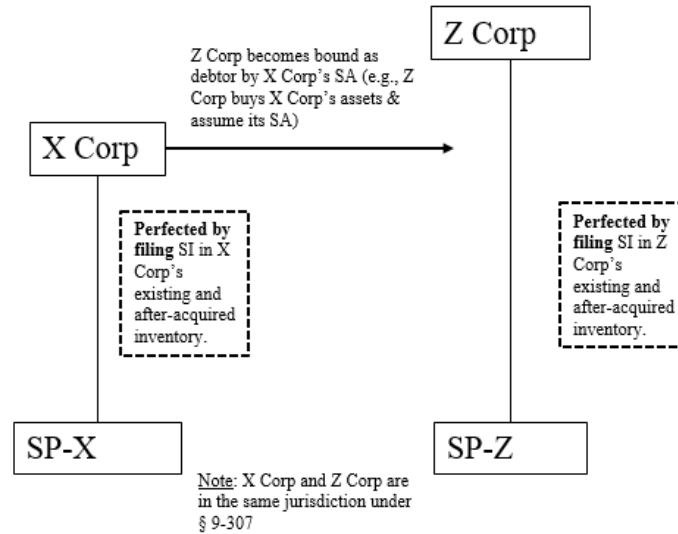 Z Corp
Z Corp becomes bound as
debtor by X Corp's SA (e.g., Z
Corp buys X Corp's assets &
assume its SA)
X Corp
Perfected by
filing SI in X
Corp's
existing and
after-acquired
inventory.
Perfected by
filing SI in Z
Corp's
existing and
after-acquired
inventory.
SP-X
SP-Z
Note: X Corp and Z Corp are
in the same jurisdiction under
§ 9-307